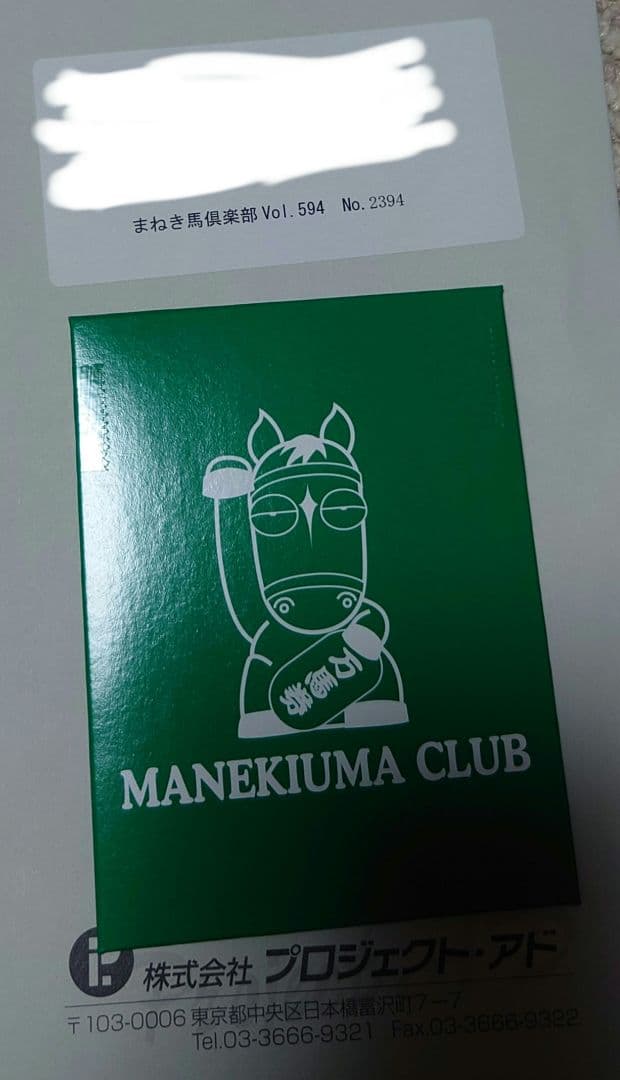 まねき馬倶楽部 Vol.594 No.2394
万馬券
MANEKIUMA CLUB
株式会社 プロジェクト・アド
〒103-0006 東京都中央区日本橋富沢町7-7
Tel.03-3666-9321 Fax.03-3666-9322